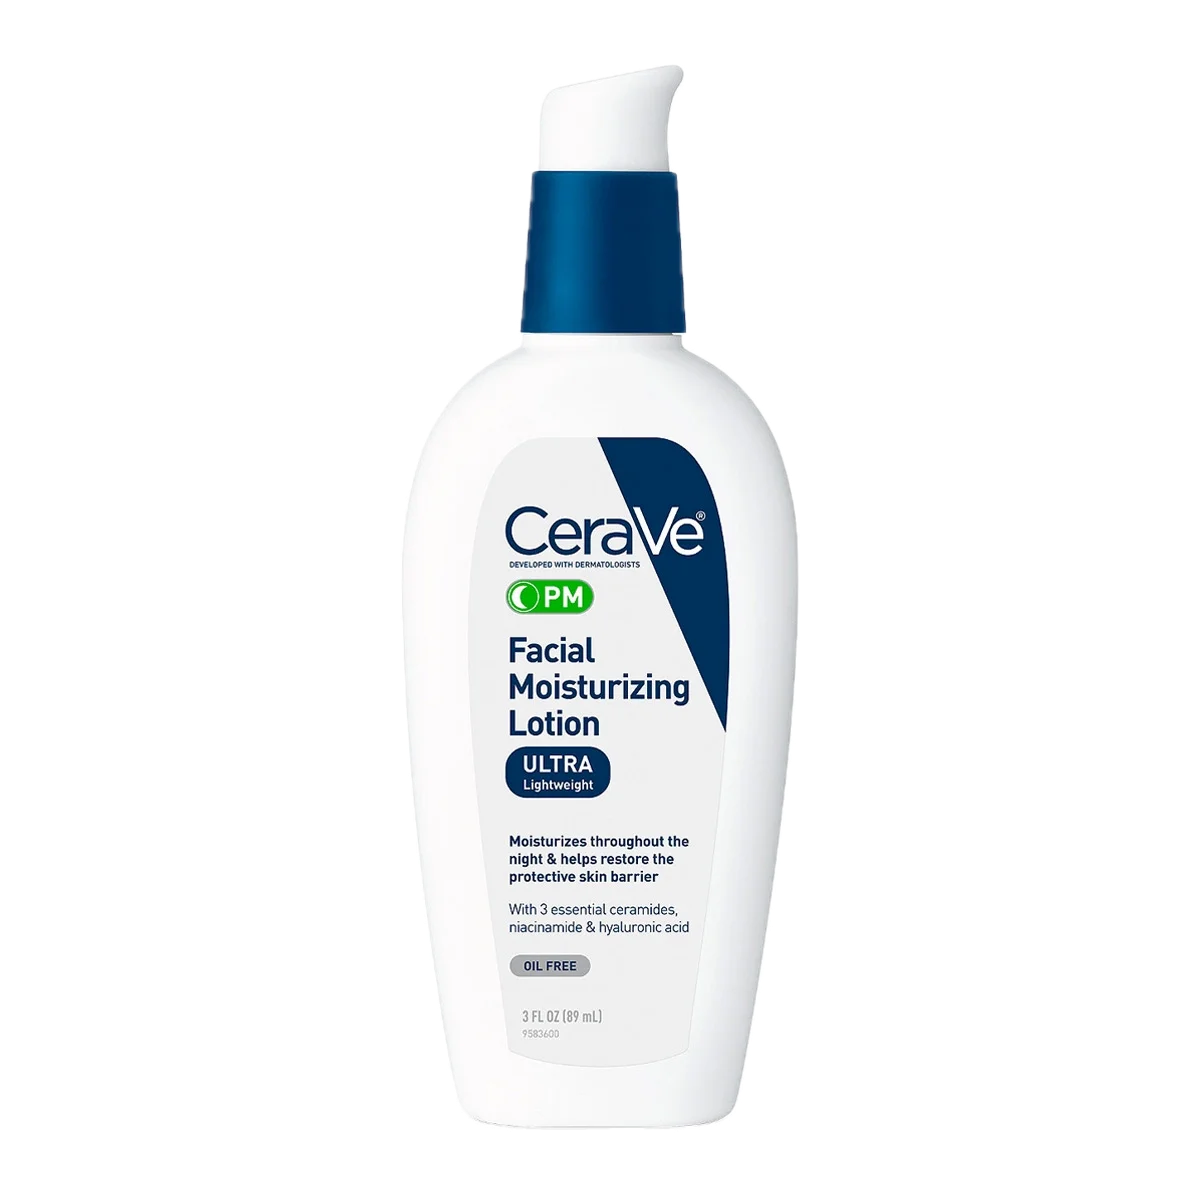 CeraVe®
DEVELOPED WITH DERMATOLOGISTS
PM
Facial
Moisturizing
Lotion
ULTRA
Lightweight
Moisturizes throughout the
night & helps restore the
protective skin barrier
With 3 essential ceramides,
niacinamide & hyaluronic acid
OIL FREE
3 FL OZ (89 mL)
9583600